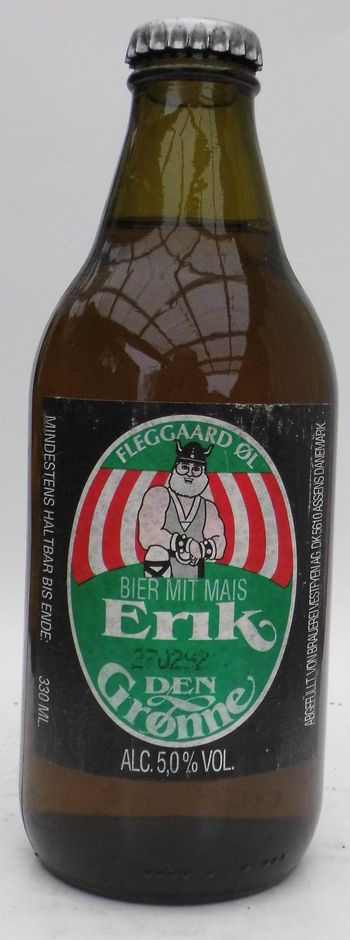 FLEGGAARD ØL
BIER MIT MAIS
Erik
DEN
Grønne
ALC. 5,0 % VOL.
MINDESTENS HALTBAR BIS ENDE:
330 ML.
ABGEFÜLLT VON BRAUEREI VESTFYEN AG. DK 5610 ASSENS DÄNEMARK.